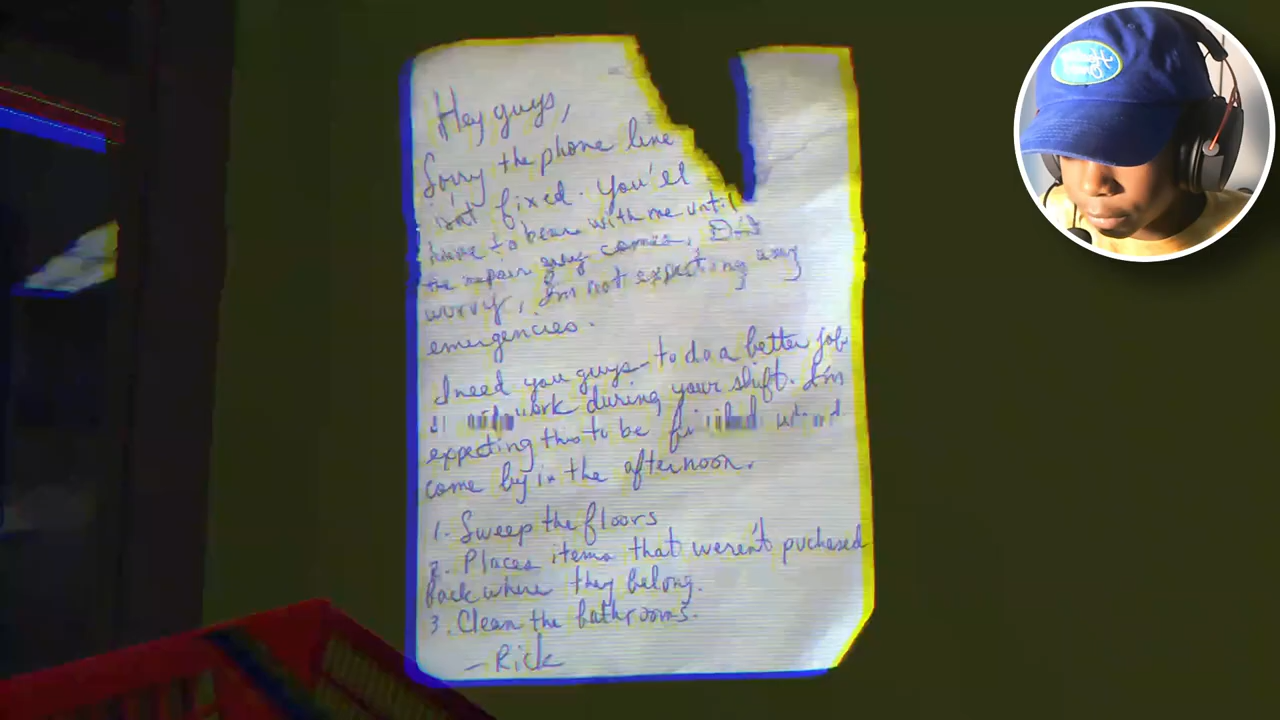 Hey guys,
Sorry the phone line
isn't fixed. You'el
have to bear with me until
the repair guy comes. Don't
worry, I'm not expecting any
emergencies.
I need you guys to do a better job
work during your shift. I'm
expecting this to be
come by in the afternoon.
1. Sweep the floors
2. Places items that weren't puchased
back where they belong.
3. Clean the bathrooms.
- Rick